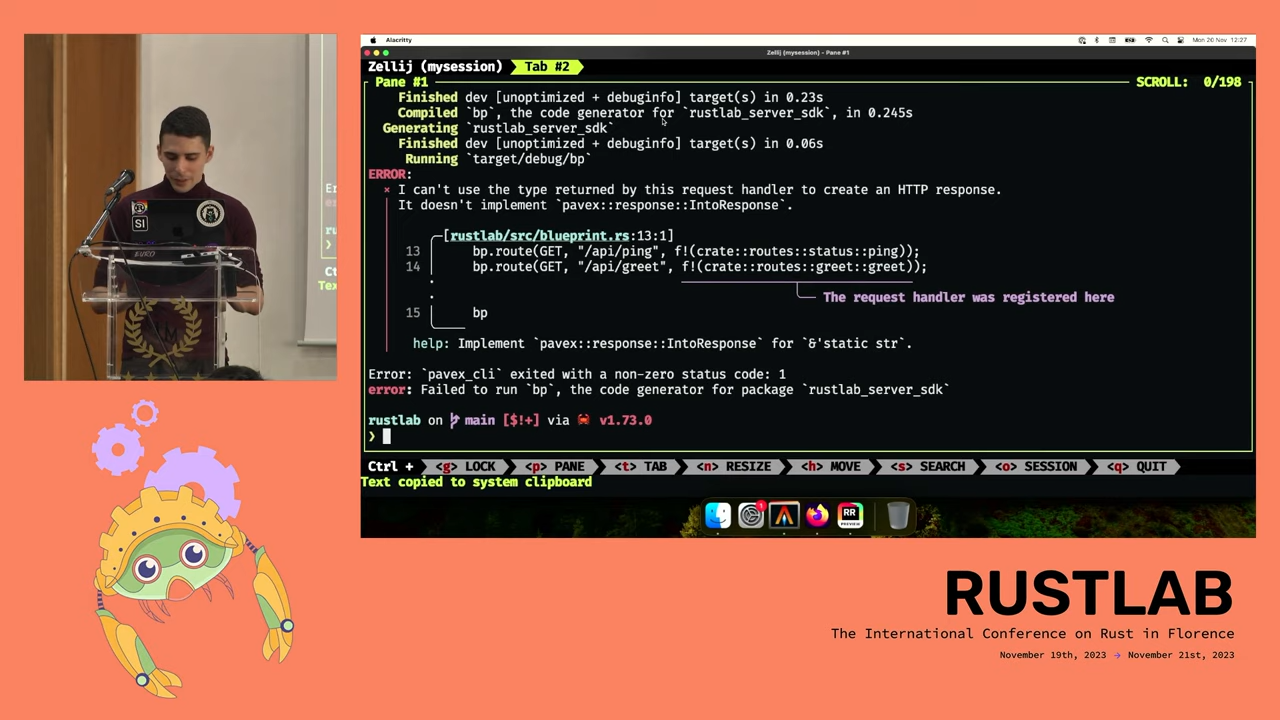 Alacritty
Mon 20 Nov 12:27
Zellij (mysession) - Pane #1
Zellij (mysession) Tab #2
Pane #1 SCROLL: 0/198
Finished dev [unoptimized + debuginfo] target(s) in 0.23s
Compiled `bp`, the code generator for `rustlab_server_sdk`, in 0.245s
Generating `rustlab_server_sdk`
Finished dev [unoptimized + debuginfo] target(s) in 0.06s
Running `target/debug/bp`
ERROR:
× I can't use the type returned by this request handler to create an HTTP response.
It doesn't implement `pavex::response::IntoResponse`.
[rustlab/src/blueprint.rs:13:1]
13 bp.route(GET, "/api/ping", f!(crate::routes::status::ping));
14 bp.route(GET, "/api/greet", f!(crate::routes::greet::greet));
The request handler was registered here
15 bp
help: Implement `pavex::response::IntoResponse` for `&'static str`.
Error: `pavex_cli` exited with a non-zero status code: 1
error: Failed to run `bp`, the code generator for package `rustlab_server_sdk`
rustlab on main [$!+] via v1.73.0
❯
Ctrl + <g> LOCK <p> PANE <t> TAB <n> RESIZE <h> MOVE <s> SEARCH <o> SESSION <q> QUIT
Text copied to system clipboard
RR
PREVIEW
SI
RUSTLAB
The International Conference on Rust in Florence
November 19th, 2023 → November 21st, 2023